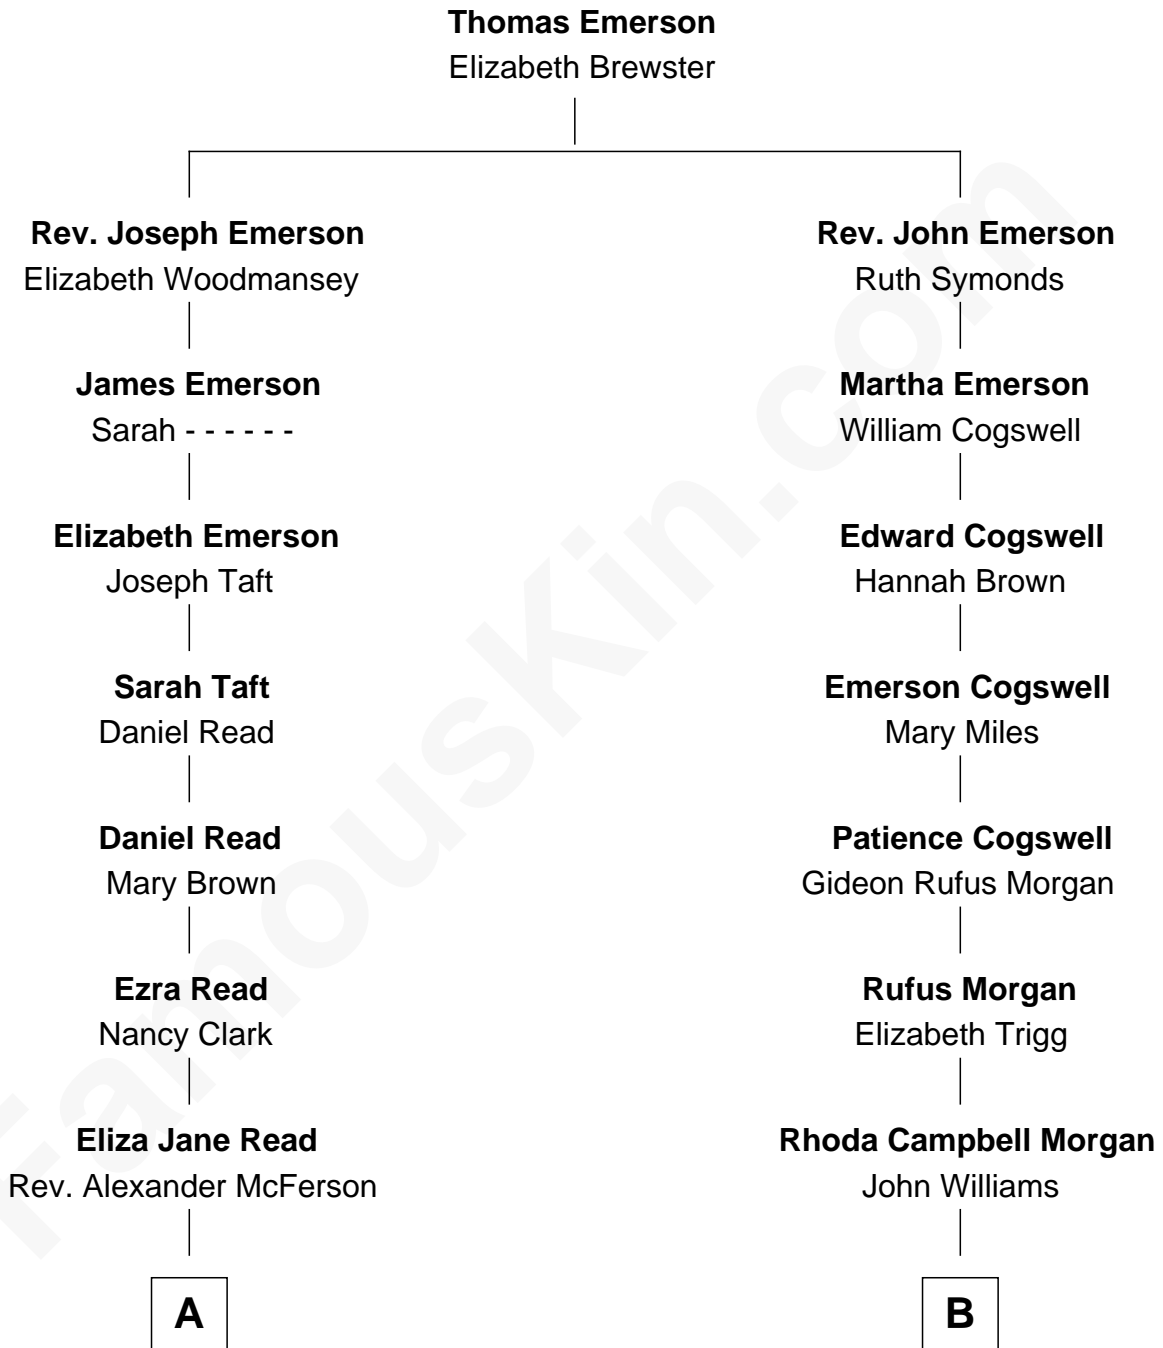 Thomas Emerson
Elizabeth Brewster
Rev. Joseph Emerson
Elizabeth Woodmansey
James Emerson
Sarah - - - - - -
Elizabeth Emerson
Joseph Taft
Sarah Taft
Daniel Read
Daniel Read
Mary Brown
Ezra Read
Nancy Clark
Eliza Jane Read
Rev. Alexander McFerson
A
Rev. John Emerson
Ruth Symonds
Martha Emerson
William Cogswell
Edward Cogswell
Hannah Brown
Emerson Cogswell
Mary Miles
Patience Cogswell
Gideon Rufus Morgan
Rufus Morgan
Elizabeth Trigg
Rhoda Campbell Morgan
John Williams
B
FamousKin.com